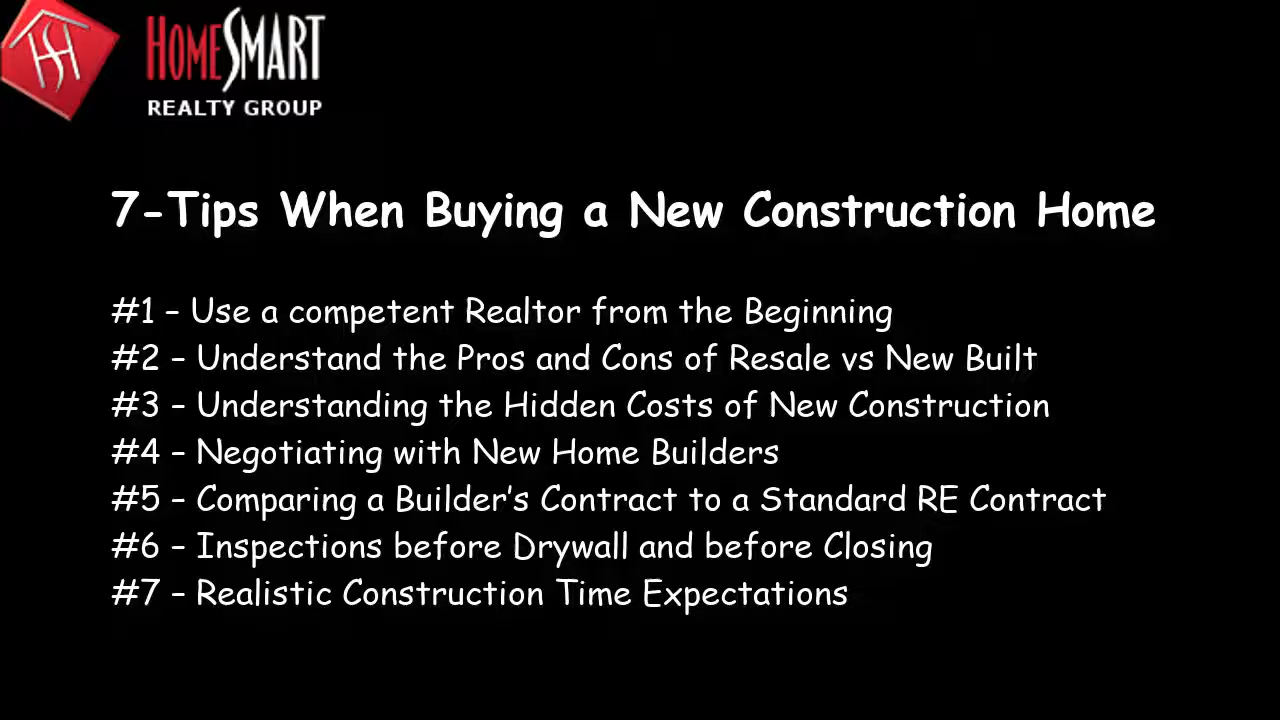 HS
HOMESMART
REALTY GROUP
7-Tips When Buying a New Construction Home
#1 – Use a competent Realtor from the Beginning
#2 – Understand the Pros and Cons of Resale vs New Built
#3 – Understanding the Hidden Costs of New Construction
#4 – Negotiating with New Home Builders
#5 – Comparing a Builder's Contract to a Standard RE Contract
#6 – Inspections before Drywall and before Closing
#7 – Realistic Construction Time Expectations